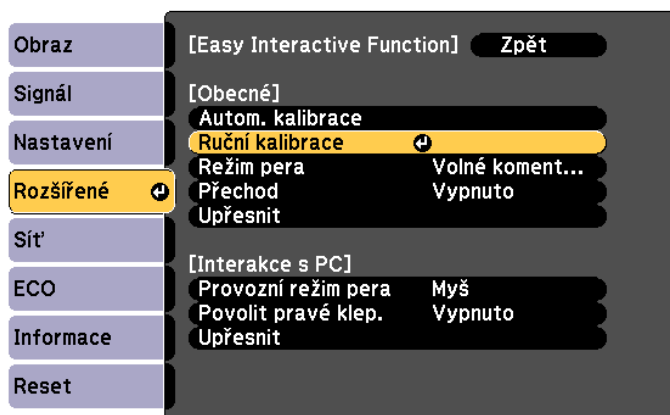 Obraz
Signál
Nastavení
Rozšířené
Síť
ECO
Informace
Reset
[Easy Interactive Function] Zpět
[Obecné]
Autom. kalibrace
Ruční kalibrace
Režim pera Volné koment...
Přechod Vypnuto
Upřesnit
[Interakce s PC]
Provozní režim pera Myš
Povolit pravé klep. Vypnuto
Upřesnit